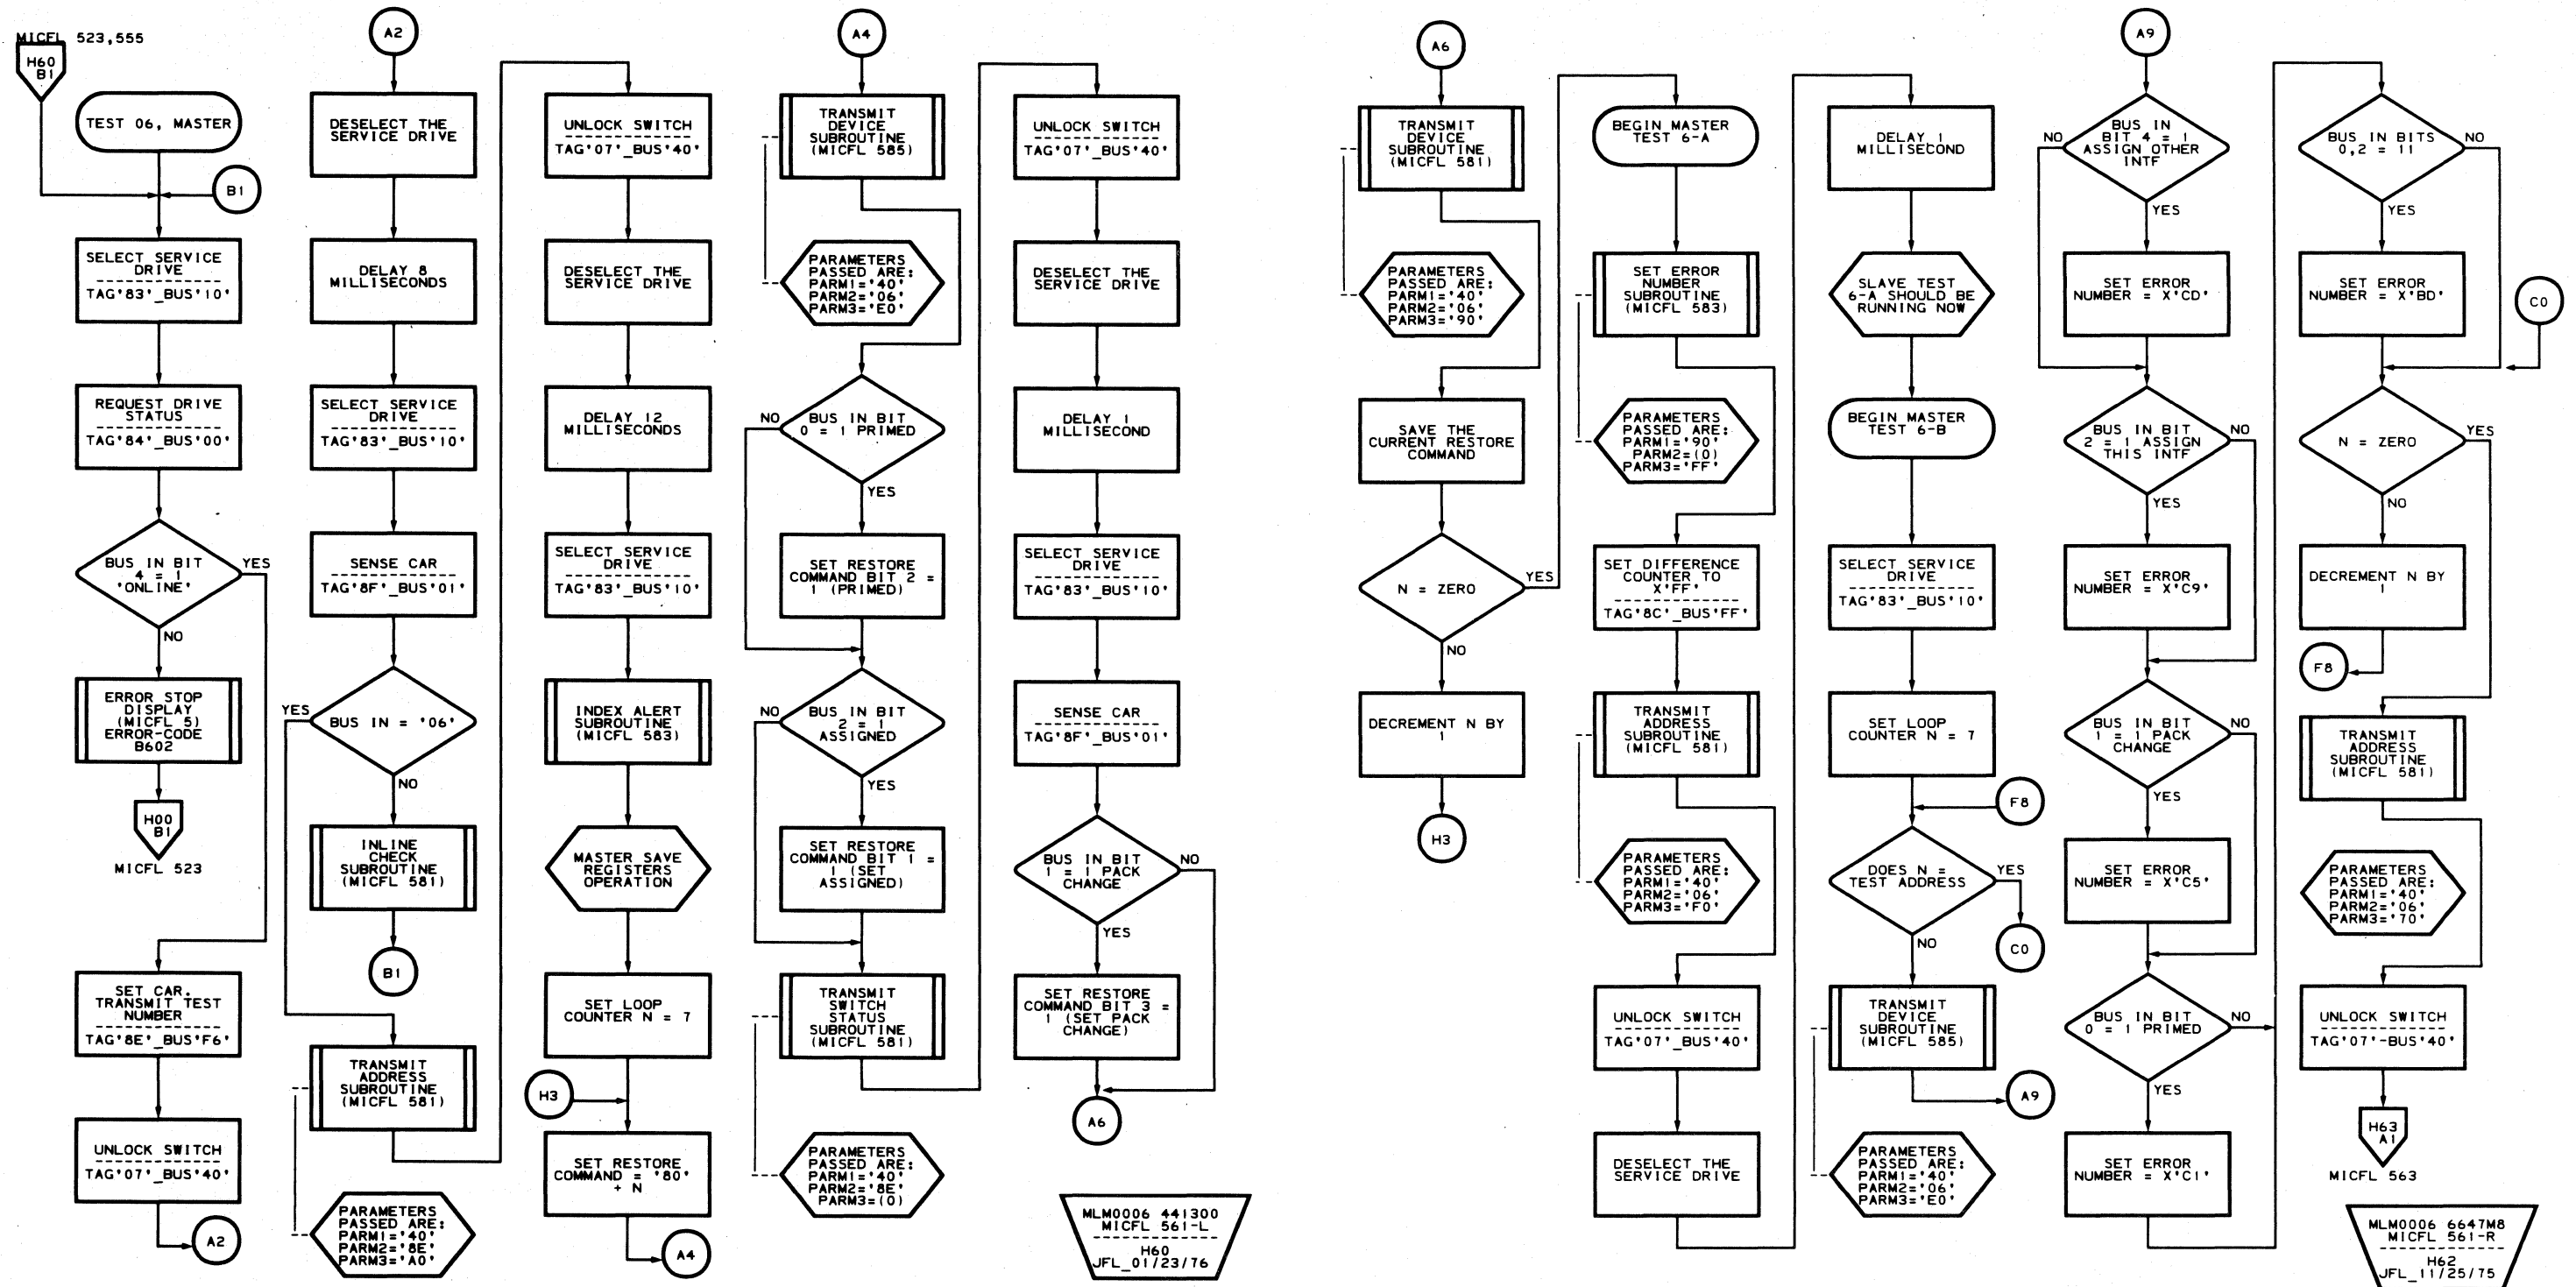 MICFL 523,555
H60
B1
TEST 06, MASTER
B1
SELECT SERVICE
DRIVE
TAG'83'_BUS'10'
REQUEST DRIVE
STATUS
TAG'84'_BUS'00'
BUS IN BIT
4 = 1
'ONLINE'
YES
NO
ERROR STOP
DISPLAY
(MICFL 5)
ERROR-CODE
B602
H00
B1
MICFL 523
SET CAR.
TRANSMIT TEST
NUMBER
TAG'8E'_BUS'F6'
UNLOCK SWITCH
TAG'07'_BUS'40'
A2
A2
DESELECT THE
SERVICE DRIVE
DELAY 8
MILLISECONDS
SELECT SERVICE
DRIVE
TAG'83'_BUS'10'
SENSE CAR
TAG'8F'_BUS'01'
YES
BUS IN = '06'
NO
INLINE
CHECK
SUBROUTINE
(MICFL 581)
B1
TRANSMIT
ADDRESS
SUBROUTINE
(MICFL 581)
PARAMETERS
PASSED ARE:
PARM1='40'
PARM2='8E'
PARM3='A0'
UNLOCK SWITCH
TAG'07'_BUS'40'
DESELECT THE
SERVICE DRIVE
DELAY 12
MILLISECONDS
SELECT SERVICE
DRIVE
TAG'83'_BUS'10'
INDEX ALERT
SUBROUTINE
(MICFL 583)
MASTER SAVE
REGISTERS
OPERATION
SET LOOP
COUNTER N = 7
H3
SET RESTORE
COMMAND = '80'
+ N
A4
A4
TRANSMIT
DEVICE
SUBROUTINE
(MICFL 585)
PARAMETERS
PASSED ARE:
PARM1='40'
PARM2='06'
PARM3='E0'
NO
BUS IN BIT
0 = 1 PRIMED
YES
SET RESTORE
COMMAND BIT 2 =
1 (PRIMED)
NO
BUS IN BIT
2 = 1
ASSIGNED
YES
SET RESTORE
COMMAND BIT 1 =
1 (SET
ASSIGNED)
TRANSMIT
SWITCH
STATUS
SUBROUTINE
(MICFL 581)
PARAMETERS
PASSED ARE:
PARM1='40'
PARM2='8E'
PARM3=(0)
UNLOCK SWITCH
TAG'07'_BUS'40'
DESELECT THE
SERVICE DRIVE
DELAY 1
MILLISECOND
SELECT SERVICE
DRIVE
TAG'83'_BUS'10'
SENSE CAR
TAG'8F'_BUS'01'
BUS IN BIT
1 = 1 PACK
CHANGE
NO
YES
SET RESTORE
COMMAND BIT 3 =
1 (SET PACK
CHANGE)
A6
MLM0006 441300
MICFL 561-L
H60
JFL_01/23/76
A6
TRANSMIT
DEVICE
SUBROUTINE
(MICFL 581)
PARAMETERS
PASSED ARE:
PARM1='40'
PARM2='06'
PARM3='90'
SAVE THE
CURRENT RESTORE
COMMAND
N = ZERO
YES
NO
DECREMENT N BY
1
H3
BEGIN MASTER
TEST 6-A
SET ERROR
NUMBER
SUBROUTINE
(MICFL 583)
PARAMETERS
PASSED ARE:
PARM1='90'
PARM2=(0)
PARM3='FF'
SET DIFFERENCE
COUNTER TO
X'FF'
TAG'8C'_BUS'FF'
TRANSMIT
ADDRESS
SUBROUTINE
(MICFL 581)
PARAMETERS
PASSED ARE:
PARM1='40'
PARM2='06'
PARM3='F0'
UNLOCK SWITCH
TAG'07'_BUS'40'
DESELECT THE
SERVICE DRIVE
DELAY 1
MILLISECOND
SLAVE TEST
6-A SHOULD BE
RUNNING NOW
BEGIN MASTER
TEST 6-B
SELECT SERVICE
DRIVE
TAG'83'_BUS'10'
SET LOOP
COUNTER N = 7
F8
DOES N =
TEST ADDRESS
YES
C0
NO
TRANSMIT
DEVICE
SUBROUTINE
(MICFL 585)
A9
PARAMETERS
PASSED ARE:
PARM1='40'
PARM2='06'
PARM3='E0'
A9
NO
BUS IN
BIT 4 = 1
ASSIGN OTHER
INTF
YES
SET ERROR
NUMBER = X'CD'
BUS IN BIT
2 = 1 ASSIGN
THIS INTF
NO
YES
SET ERROR
NUMBER = X'C9'
BUS IN BIT
1 = 1 PACK
CHANGE
NO
YES
SET ERROR
NUMBER = X'C5'
BUS IN BIT
0 = 1 PRIMED
NO
YES
SET ERROR
NUMBER = X'C1'
BUS IN BITS
0,2 = 11
NO
YES
SET ERROR
NUMBER = X'BD'
C0
N = ZERO
YES
NO
DECREMENT N BY
1
F8
TRANSMIT
ADDRESS
SUBROUTINE
(MICFL 581)
PARAMETERS
PASSED ARE:
PARM1='40'
PARM2='06'
PARM3='70'
UNLOCK SWITCH
TAG'07'-BUS'40'
H63
A1
MICFL 563
MLM0006 6647M8
MICFL 561-R
H62
JFL_11/25/75